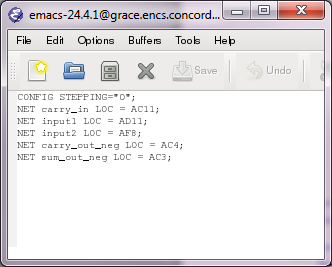 emacs-24.4.1@grace.encs.concord...
File Edit Options Buffers Tools Help
Save Undo
CONFIG STEPPING="0";
NET carry_in LOC = AC11;
NET input1 LOC = AD11;
NET input2 LOC = AF8;
NET carry_out_neg LOC = AC4;
NET sum_out_neg LOC = AC3;